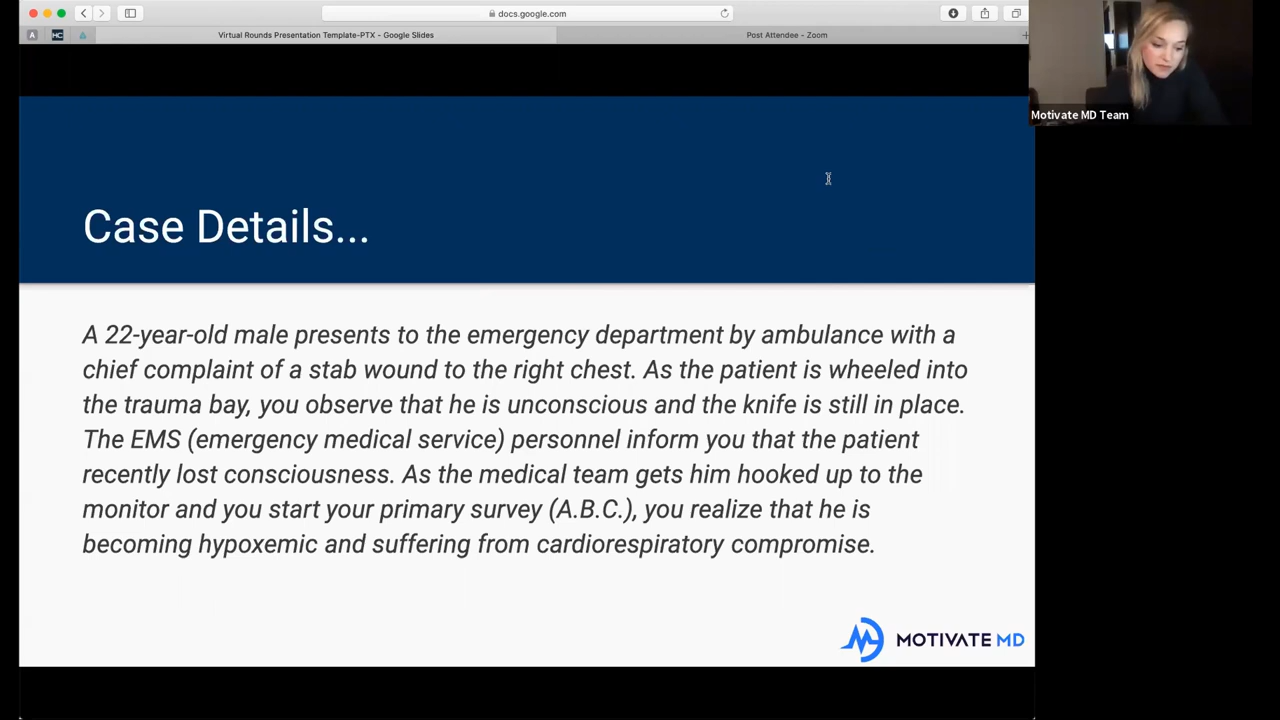 docs.google.com
A
HC
Virtual Rounds Presentation Template-PTX - Google Slides
Post Attendee - Zoom
Motivate MD Team
Case Details...
A 22-year-old male presents to the emergency department by ambulance with a
chief complaint of a stab wound to the right chest. As the patient is wheeled into
the trauma bay, you observe that he is unconscious and the knife is still in place.
The EMS (emergency medical service) personnel inform you that the patient
recently lost consciousness. As the medical team gets him hooked up to the
monitor and you start your primary survey (A.B.C.), you realize that he is
becoming hypoxemic and suffering from cardiorespiratory compromise.
MOTIVATE MD